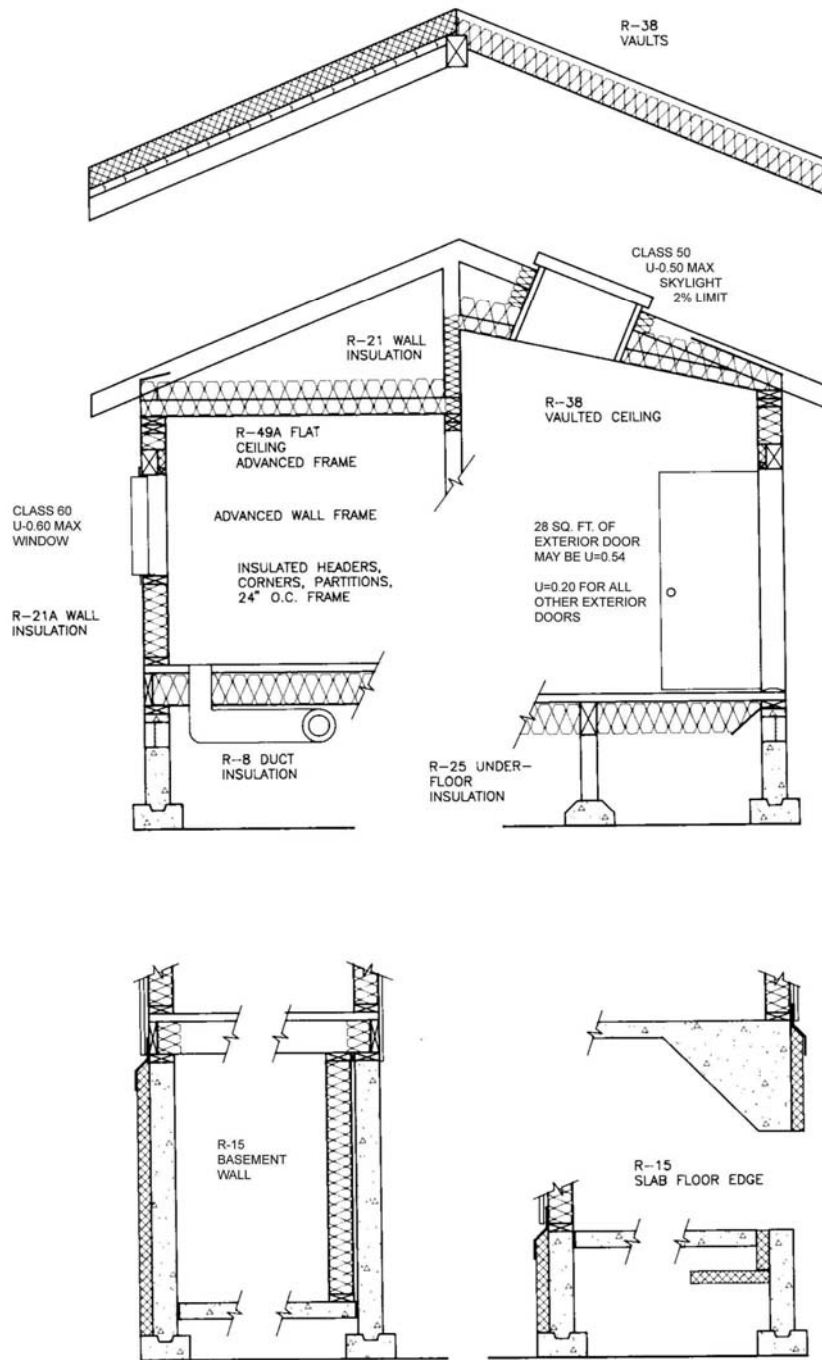 R-38
VAULTS
CLASS 50
U-0.50 MAX
SKYLIGHT
2% LIMIT
R-21 WALL
INSULATION
R-38
VAULTED CEILING
R-49A FLAT
CEILING
ADVANCED FRAME
CLASS 60
U-0.60 MAX
WINDOW
ADVANCED WALL FRAME
28 SQ. FT. OF
EXTERIOR DOOR
MAY BE U=0.54
U=0.20 FOR ALL
OTHER EXTERIOR
DOORS
INSULATED HEADERS,
CORNERS, PARTITIONS,
24" O.C. FRAME
R-21A WALL
INSULATION
R-8 DUCT
INSULATION
R-25 UNDER-
FLOOR
INSULATION
R-15
BASEMENT
WALL
R-15
SLAB FLOOR EDGE